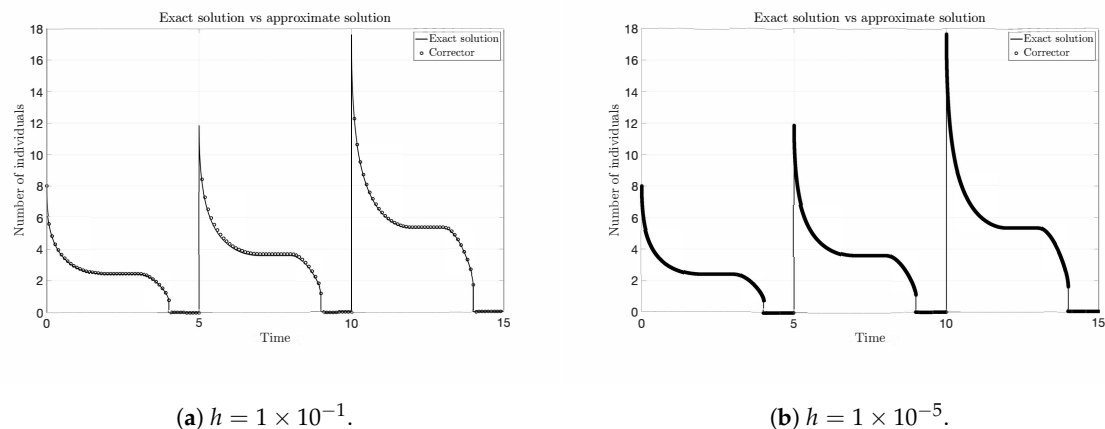 Exact solution vs approximate solution
Exact solution
Corrector
18
16
14
12
10
8
6
4
2
0
Number of individuals
0
5
10
15
Time
(a) h = 1 × 10⁻¹.
Exact solution vs approximate solution
Exact solution
Corrector
18
16
14
12
10
8
6
4
2
0
Number of individuals
0
5
10
15
Time
(b) h = 1 × 10⁻⁵.